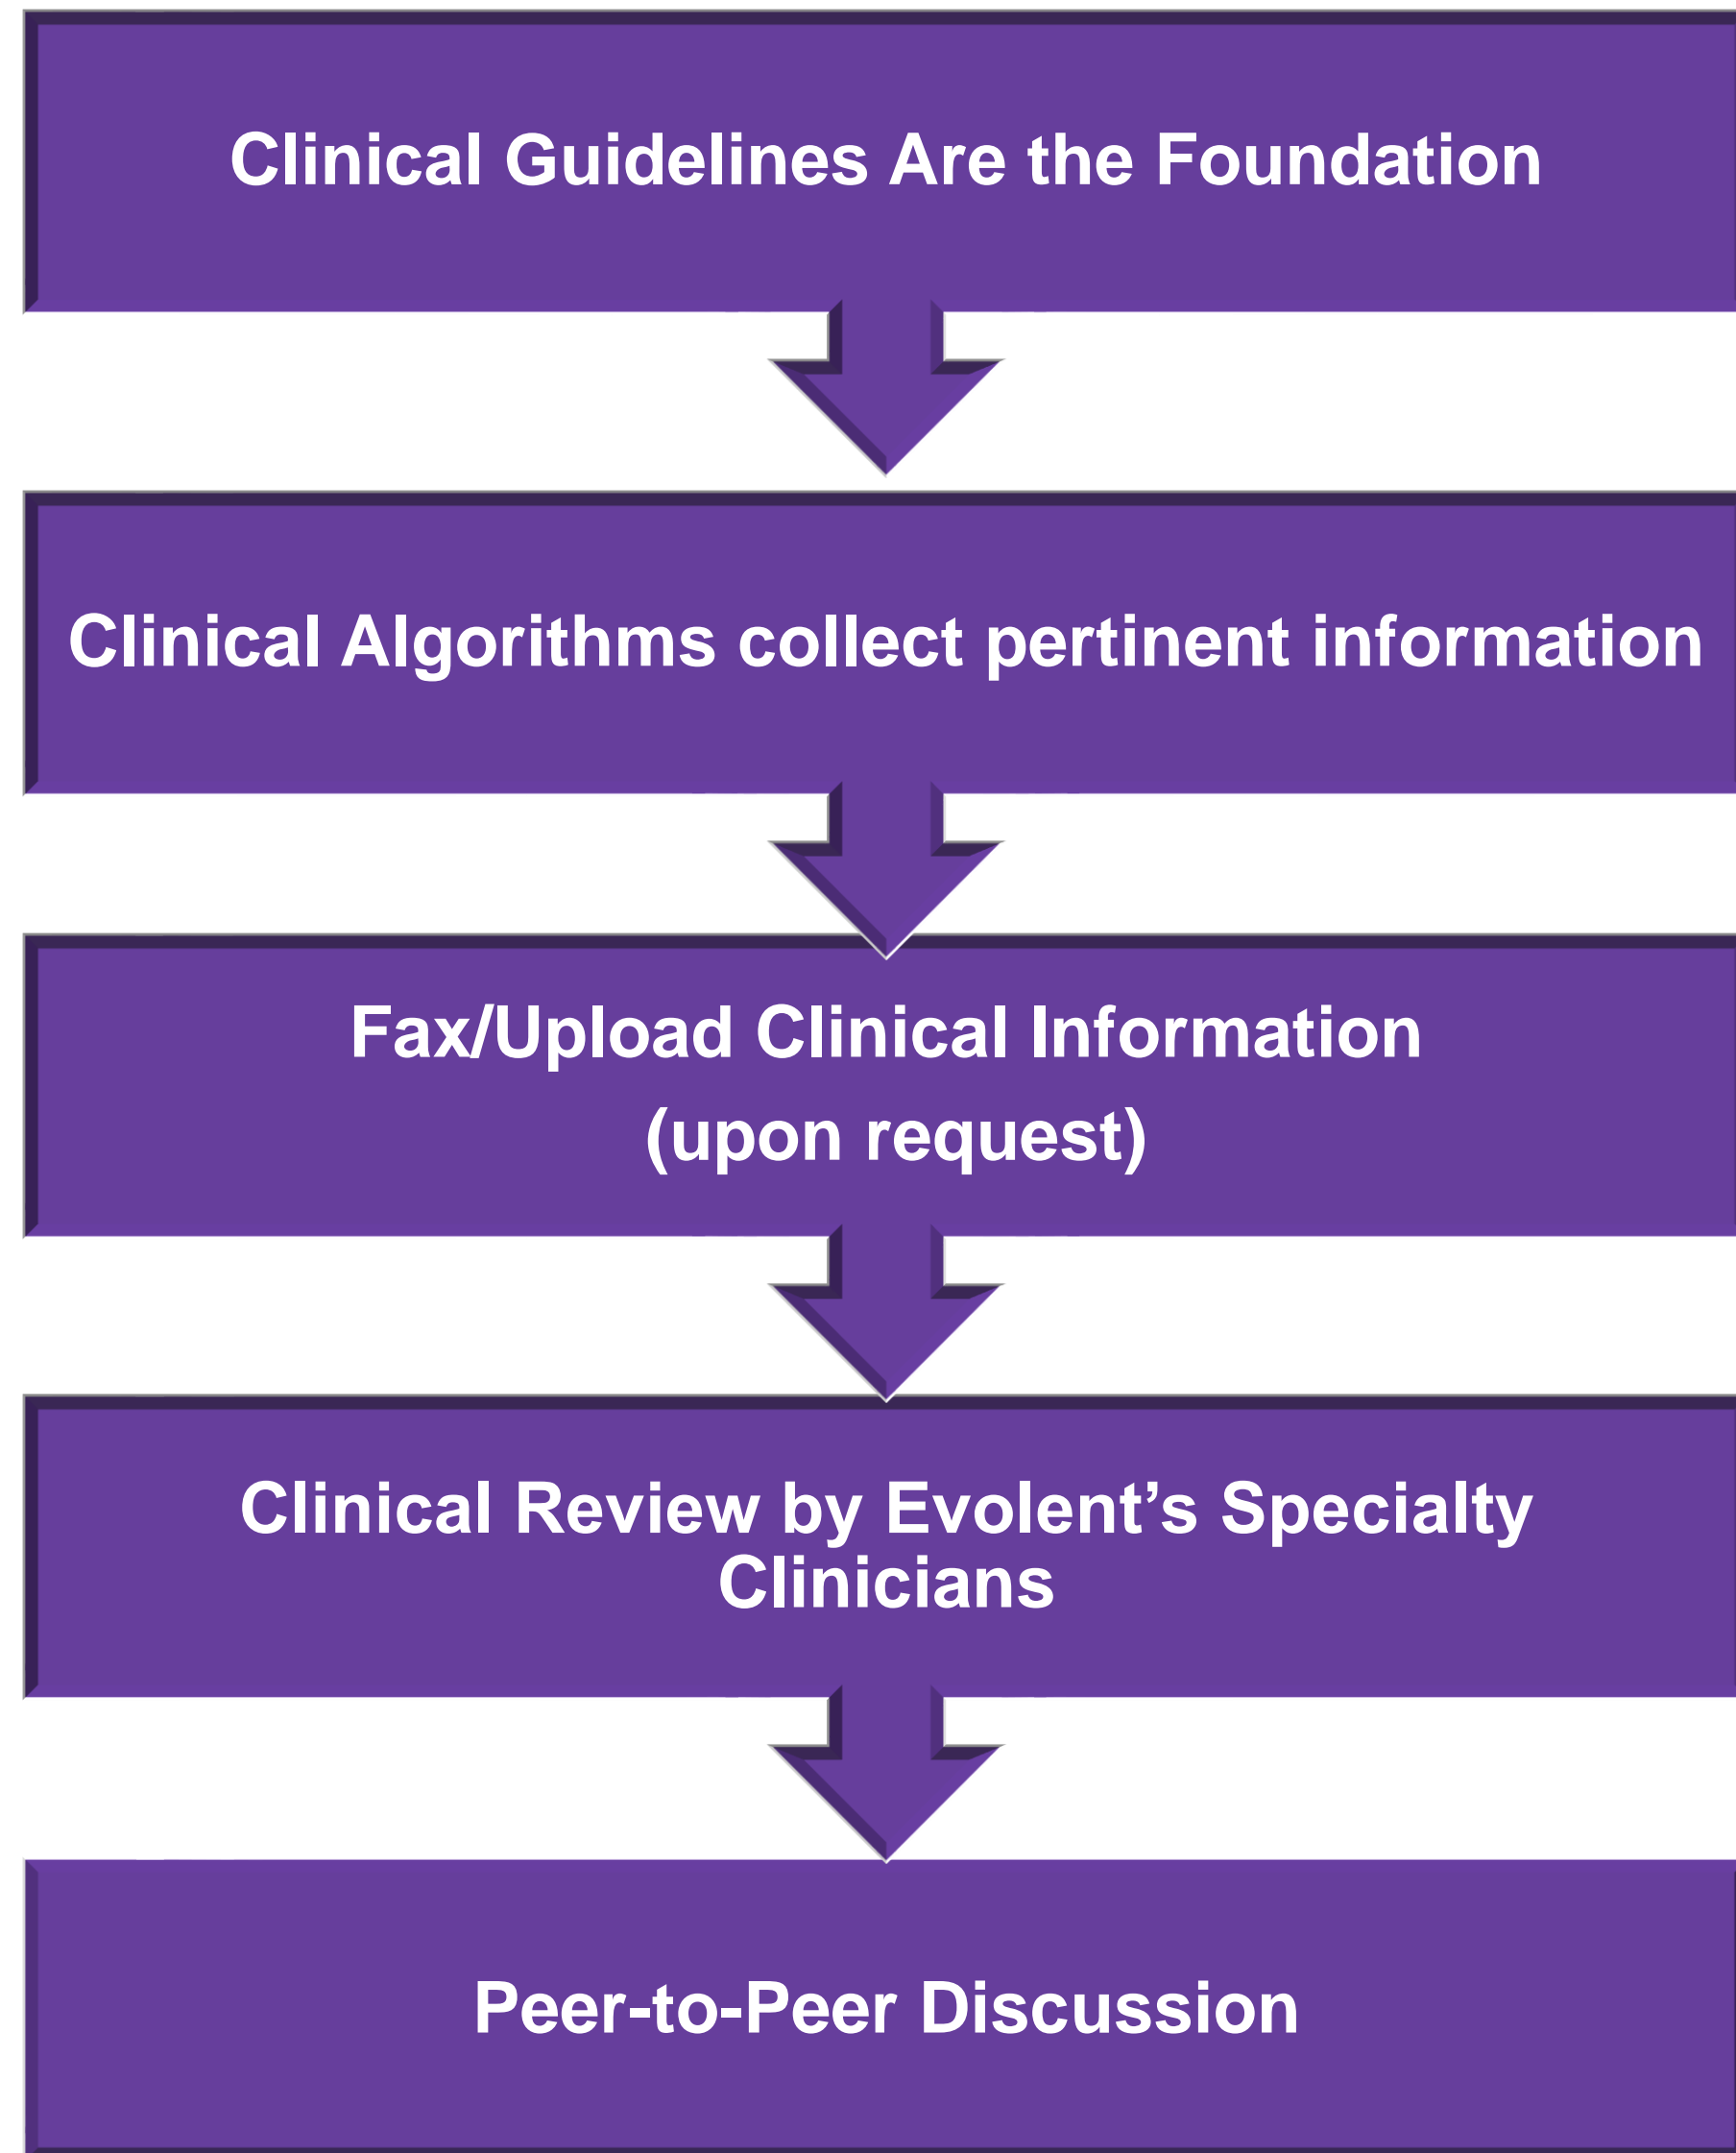 Clinical Guidelines Are the Foundation
Clinical Algorithms collect pertinent information
Fax/Upload Clinical Information
(upon request)
Clinical Review by Evolent’s Specialty
Clinicians
Peer-to-Peer Discussion